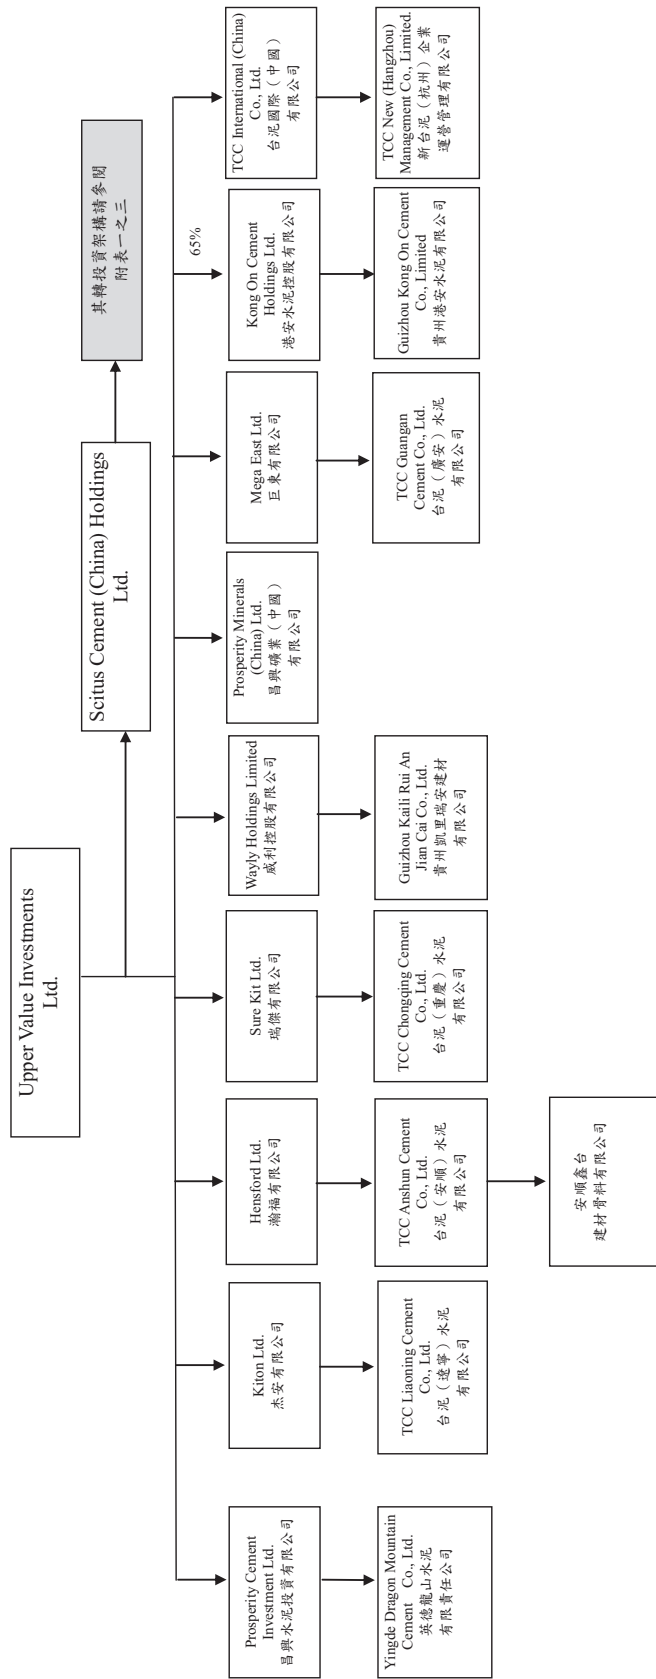 Upper Value Investments
Ltd.
Scitus Cement (China) Holdings
Ltd.
其轉投資架構請參閱
附表一之三
Prosperity Cement
Investment Ltd.
昌興水泥投資有限公司
Kiton Ltd.
杰安有限公司
Hensford Ltd.
瀚福有限公司
Sure Kit Ltd.
瑞傑有限公司
Wayly Holdings Limited
威利控股有限公司
Prosperity Minerals
(China) Ltd.
昌興礦業（中國）
有限公司
Mega East Ltd.
巨東有限公司
65%
Kong On Cement
Holdings Ltd.
港安水泥控股有限公司
TCC International (China)
Co., Ltd.
台泥國際（中國）
有限公司
Yingde Dragon Mountain
Cement Co., Ltd.
英德龍山水泥
有限責任公司
TCC Liaoning Cement
Co., Ltd.
台泥（遼寧）水泥
有限公司
TCC Anshun Cement
Co., Ltd.
台泥（安順）水泥
有限公司
TCC Chongqing Cement
Co., Ltd.
台泥（重慶）水泥
有限公司
Guizhou Kaili Rui An
Jian Cai Co., Ltd.
貴州凱里瑞安建材
有限公司
TCC Guangan
Cement Co., Ltd.
台泥（廣安）水泥
有限公司
Guizhou Kong On Cement
Co., Limited
貴州港安水泥有限公司
TCC New (Hangzhou)
Management Co., Limited.
新台泥（杭州）企業
運營管理有限公司
安順鑫台
建材骨料有限公司